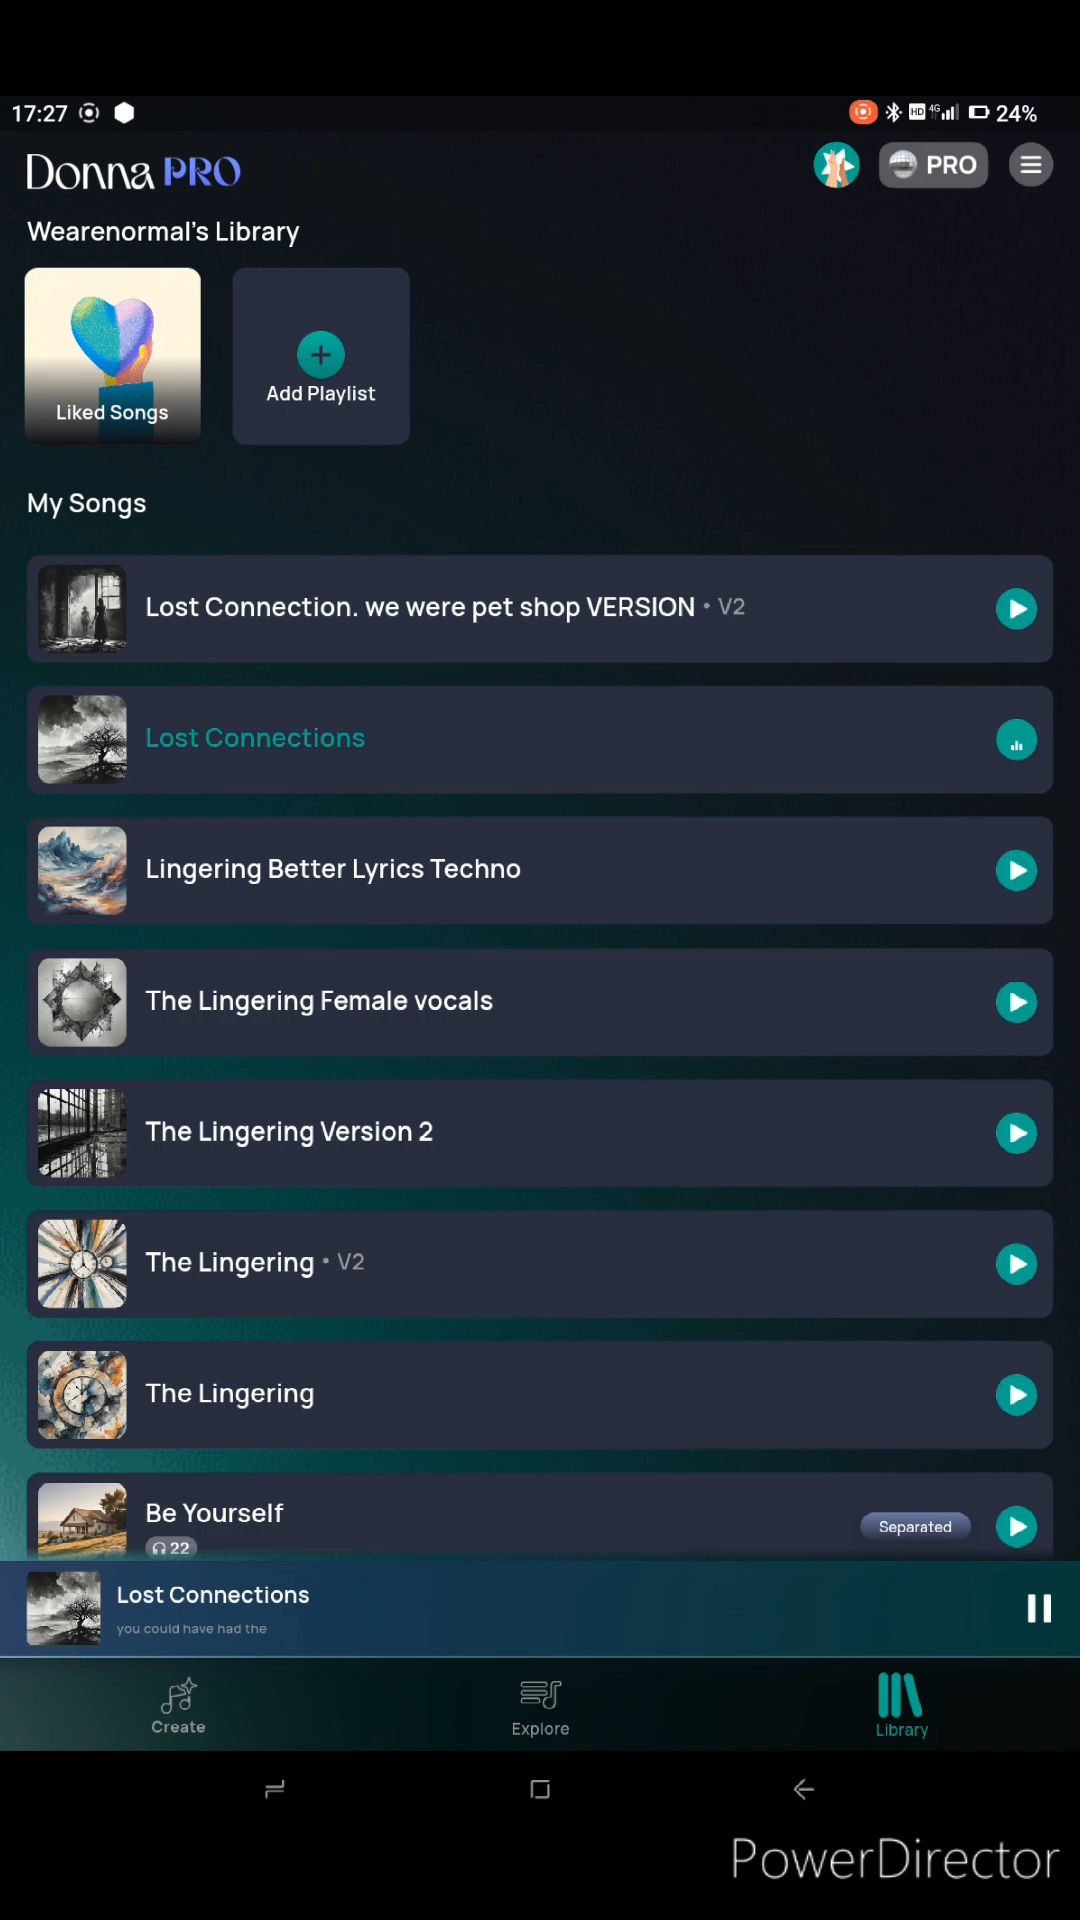 17:27
HD 4G 24%
Donna PRO
PRO
Wearenormal's Library
Liked Songs
Add Playlist
My Songs
Lost Connection. we were pet shop VERSION • V2
Lost Connections
Lingering Better Lyrics Techno
The Lingering Female vocals
The Lingering Version 2
The Lingering • V2
The Lingering
Be Yourself
22
Separated
Lost Connections
you could have had the
Create
Explore
Library
PowerDirector